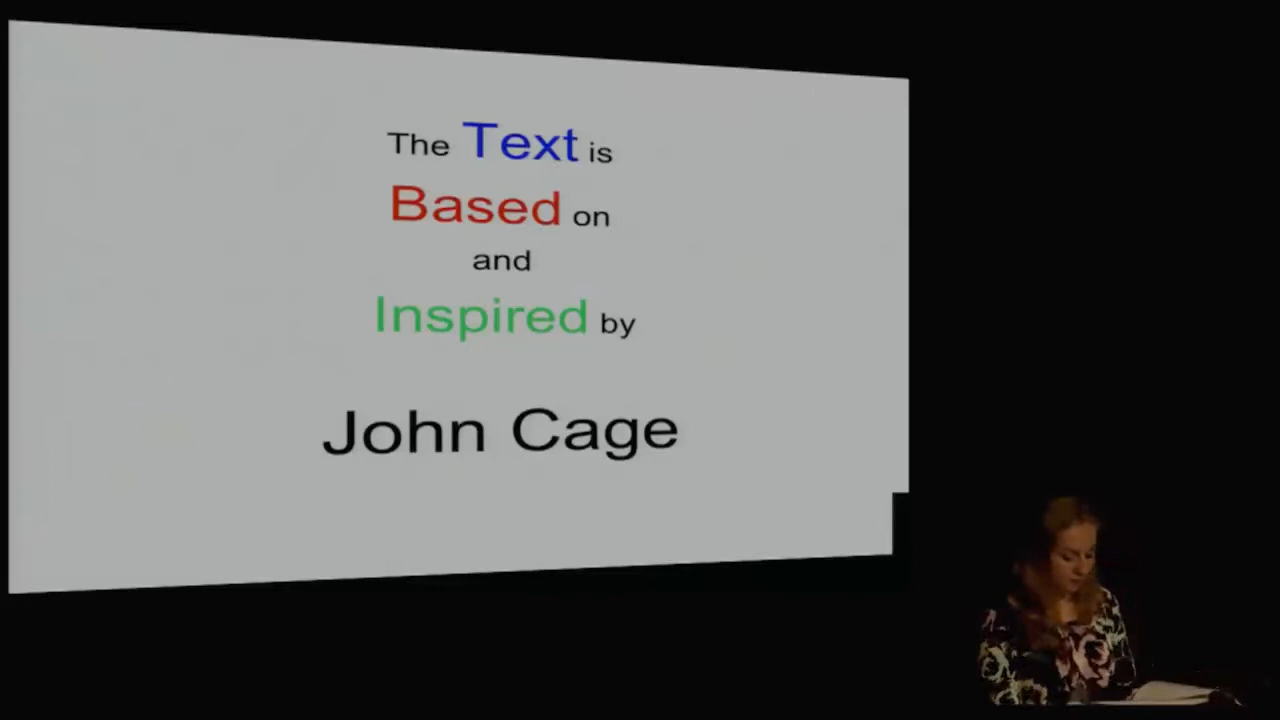 The Text is
Based on
and
Inspired by
John Cage